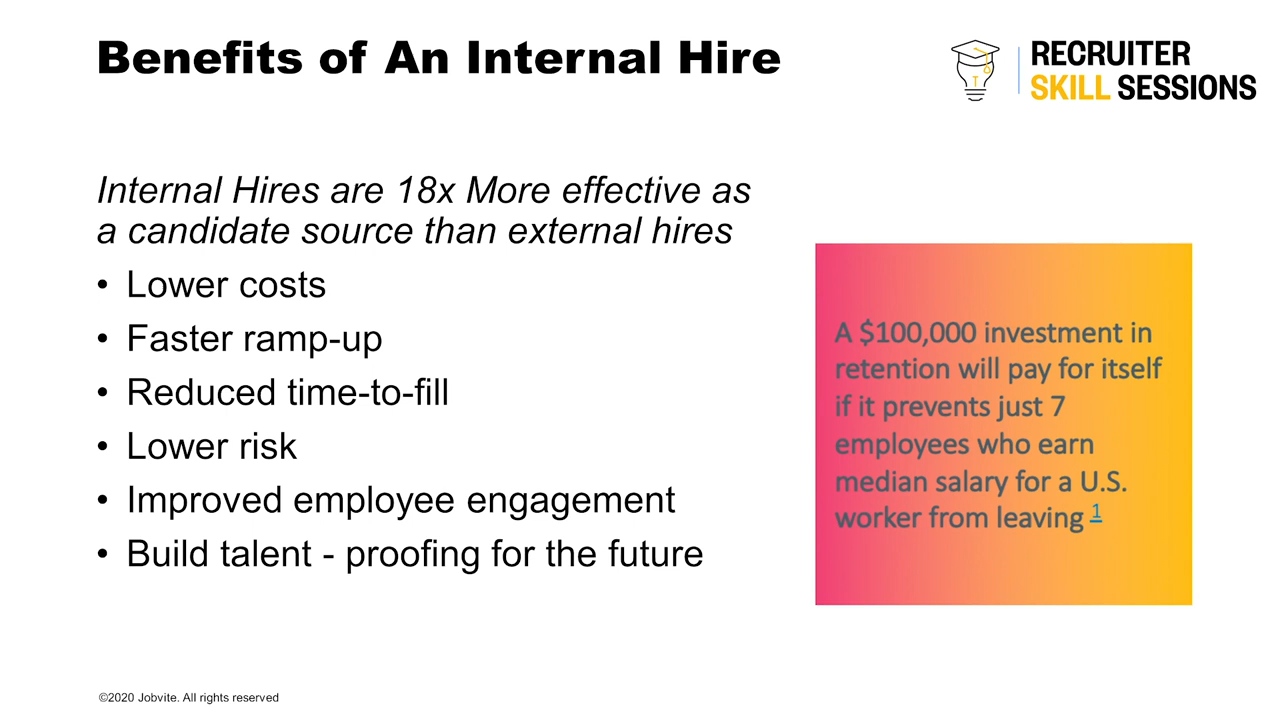 Benefits of An Internal Hire
RECRUITER
SKILL SESSIONS
Internal Hires are 18x More effective as
a candidate source than external hires
• Lower costs
• Faster ramp-up
• Reduced time-to-fill
• Lower risk
• Improved employee engagement
• Build talent - proofing for the future
A $100,000 investment in
retention will pay for itself
if it prevents just 7
employees who earn
median salary for a U.S.
worker from leaving 1
©2020 Jobvite. All rights reserved